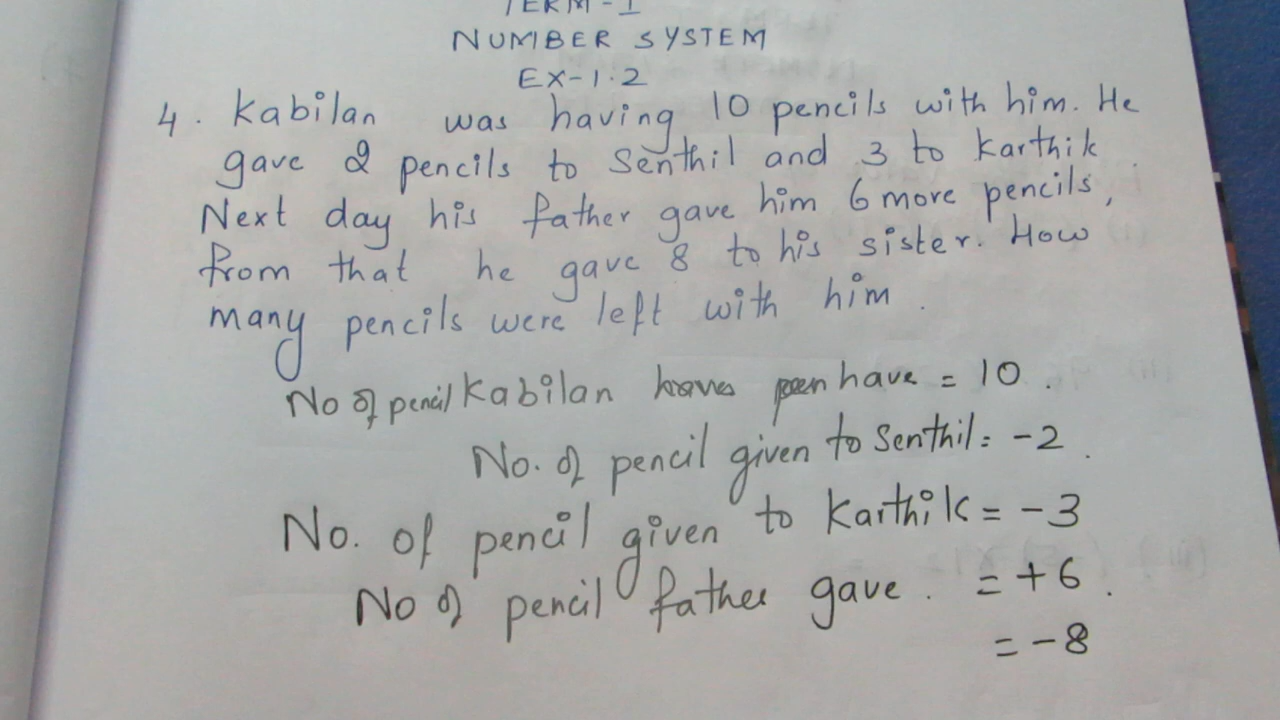 TERM-I
NUMBER SYSTEM
EX-1.2
4. Kabilan was having 10 pencils with him. He
gave 2 pencils to Senthil and 3 to Karthik.
Next day his father gave him 6 more pencils,
from that he gave 8 to his sister. How
many pencils were left with him.
No of pencil Kabilan have = 10.
No. of pencil given to Senthil = -2.
No. of pencil given to Karthik = -3
No of pencil father gave. = +6.
= -8